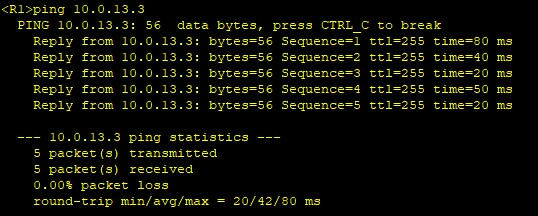 <R1>ping 10.0.13.3
PING 10.0.13.3: 56  data bytes, press CTRL_C to break
Reply from 10.0.13.3: bytes=56 Sequence=1 ttl=255 time=80 ms
Reply from 10.0.13.3: bytes=56 Sequence=2 ttl=255 time=40 ms
Reply from 10.0.13.3: bytes=56 Sequence=3 ttl=255 time=20 ms
Reply from 10.0.13.3: bytes=56 Sequence=4 ttl=255 time=50 ms
Reply from 10.0.13.3: bytes=56 Sequence=5 ttl=255 time=20 ms
--- 10.0.13.3 ping statistics ---
5 packet(s) transmitted
5 packet(s) received
0.00% packet loss
round-trip min/avg/max = 20/42/80 ms